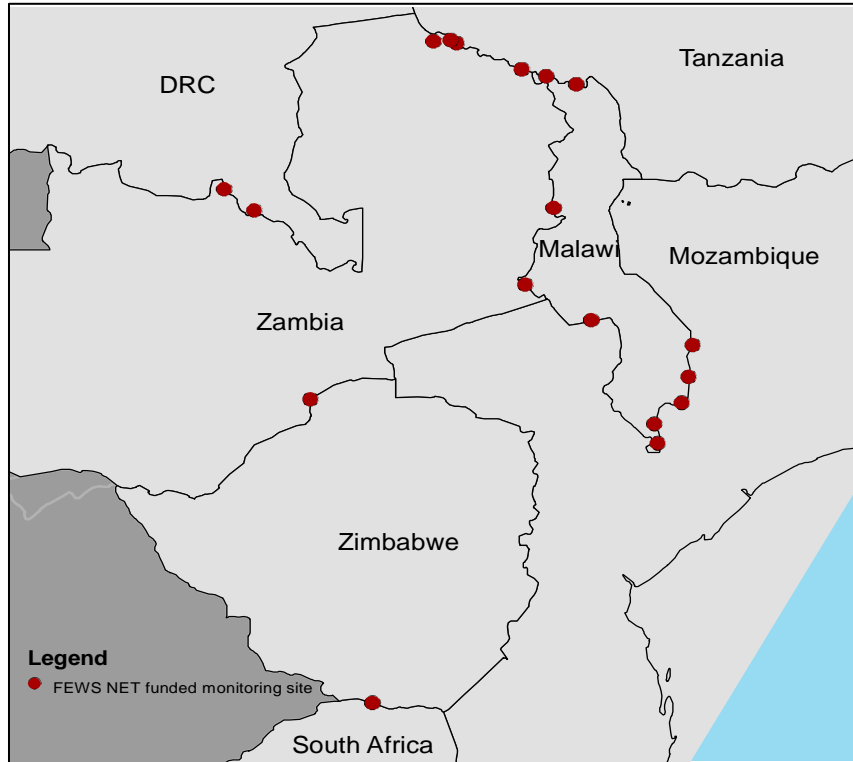 Tanzania
DRC
Malawi
Mozambique
Zambia
Zimbabwe
Legend
FEWS NET funded monitoring site
South Africa